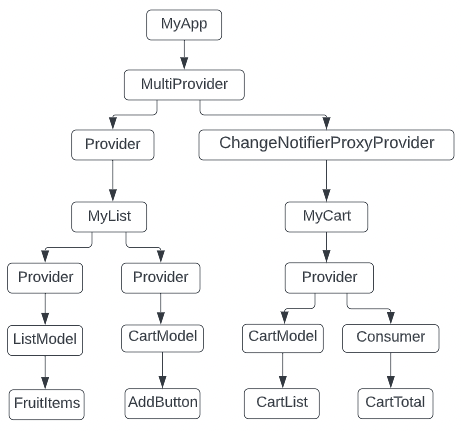 MyApp
MultiProvider
Provider
ChangeNotifierProxyProvider
MyList
MyCart
Provider
Provider
Provider
ListModel
CartModel
CartModel
Consumer
FruitItems
AddButton
CartList
CartTotal